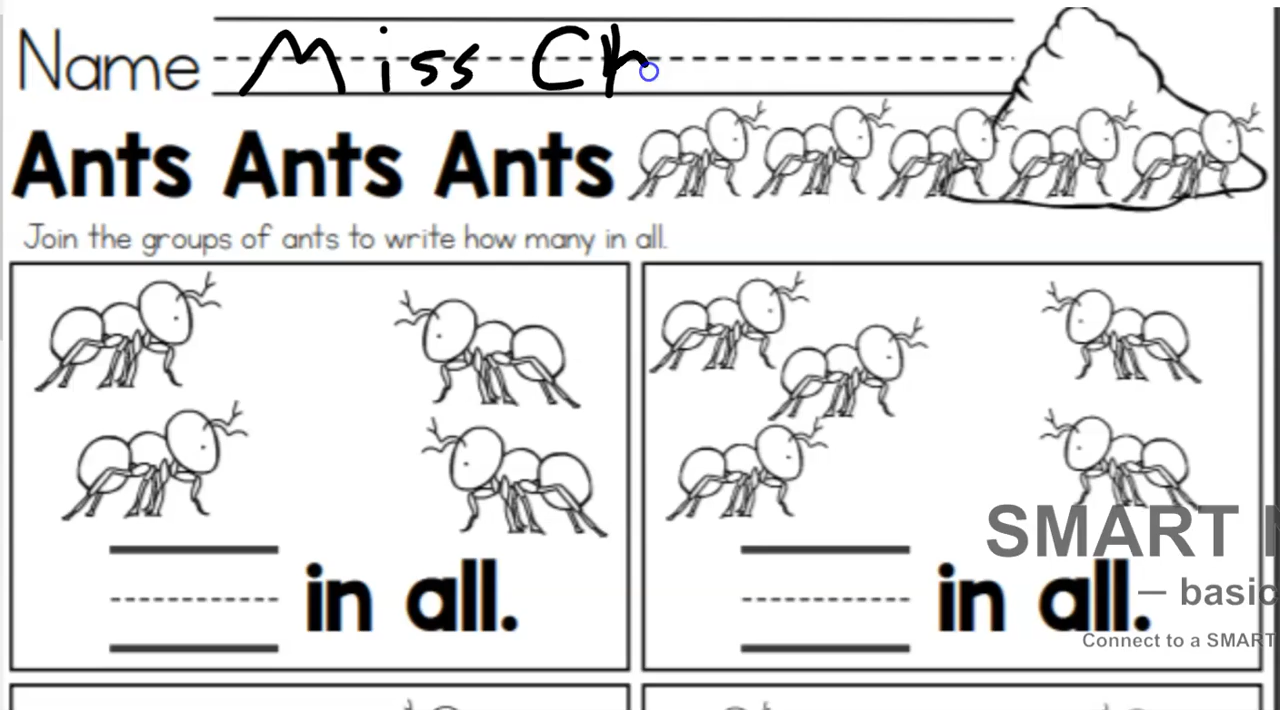 Name Miss Ch
Ants Ants Ants
Join the groups of ants to write how many in all.
in all.
in all.
SMART
basic
Connect to a SMART